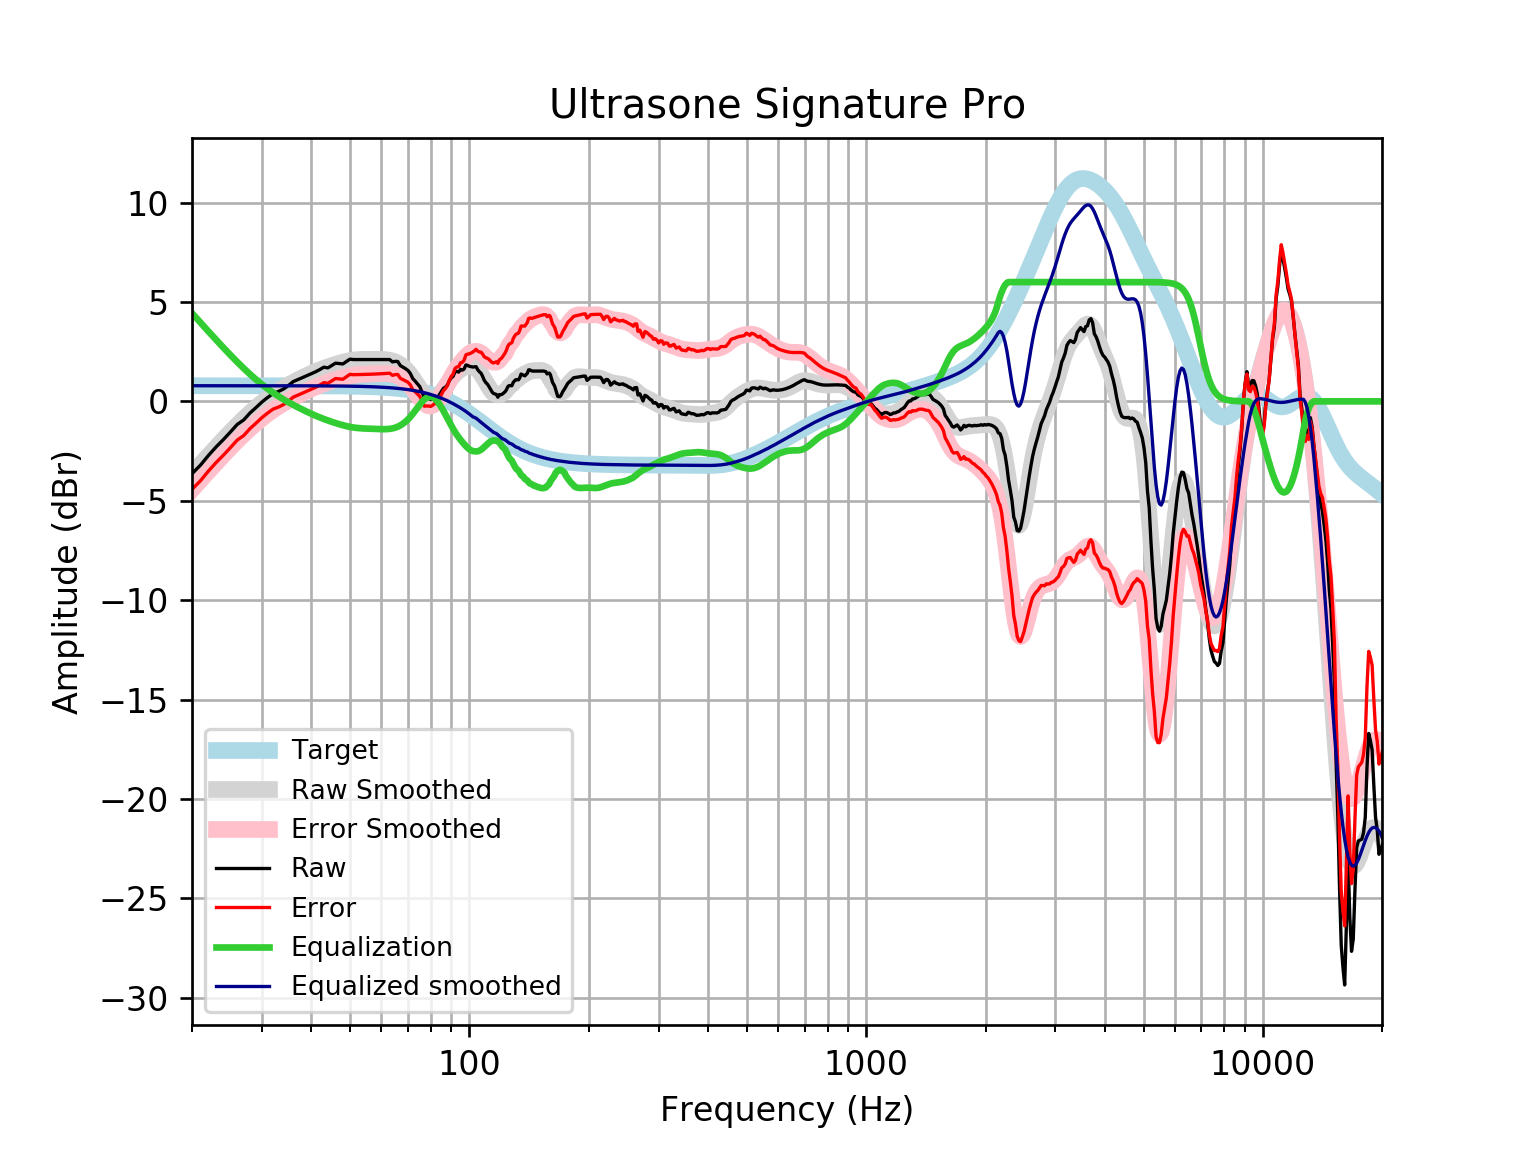 Ultrasone Signature Pro
Amplitude (dBr)
10
5
0
−5
−10
−15
−20
−25
−30
Target
Raw Smoothed
Error Smoothed
Raw
Error
Equalization
Equalized smoothed
100
1000
10000
Frequency (Hz)